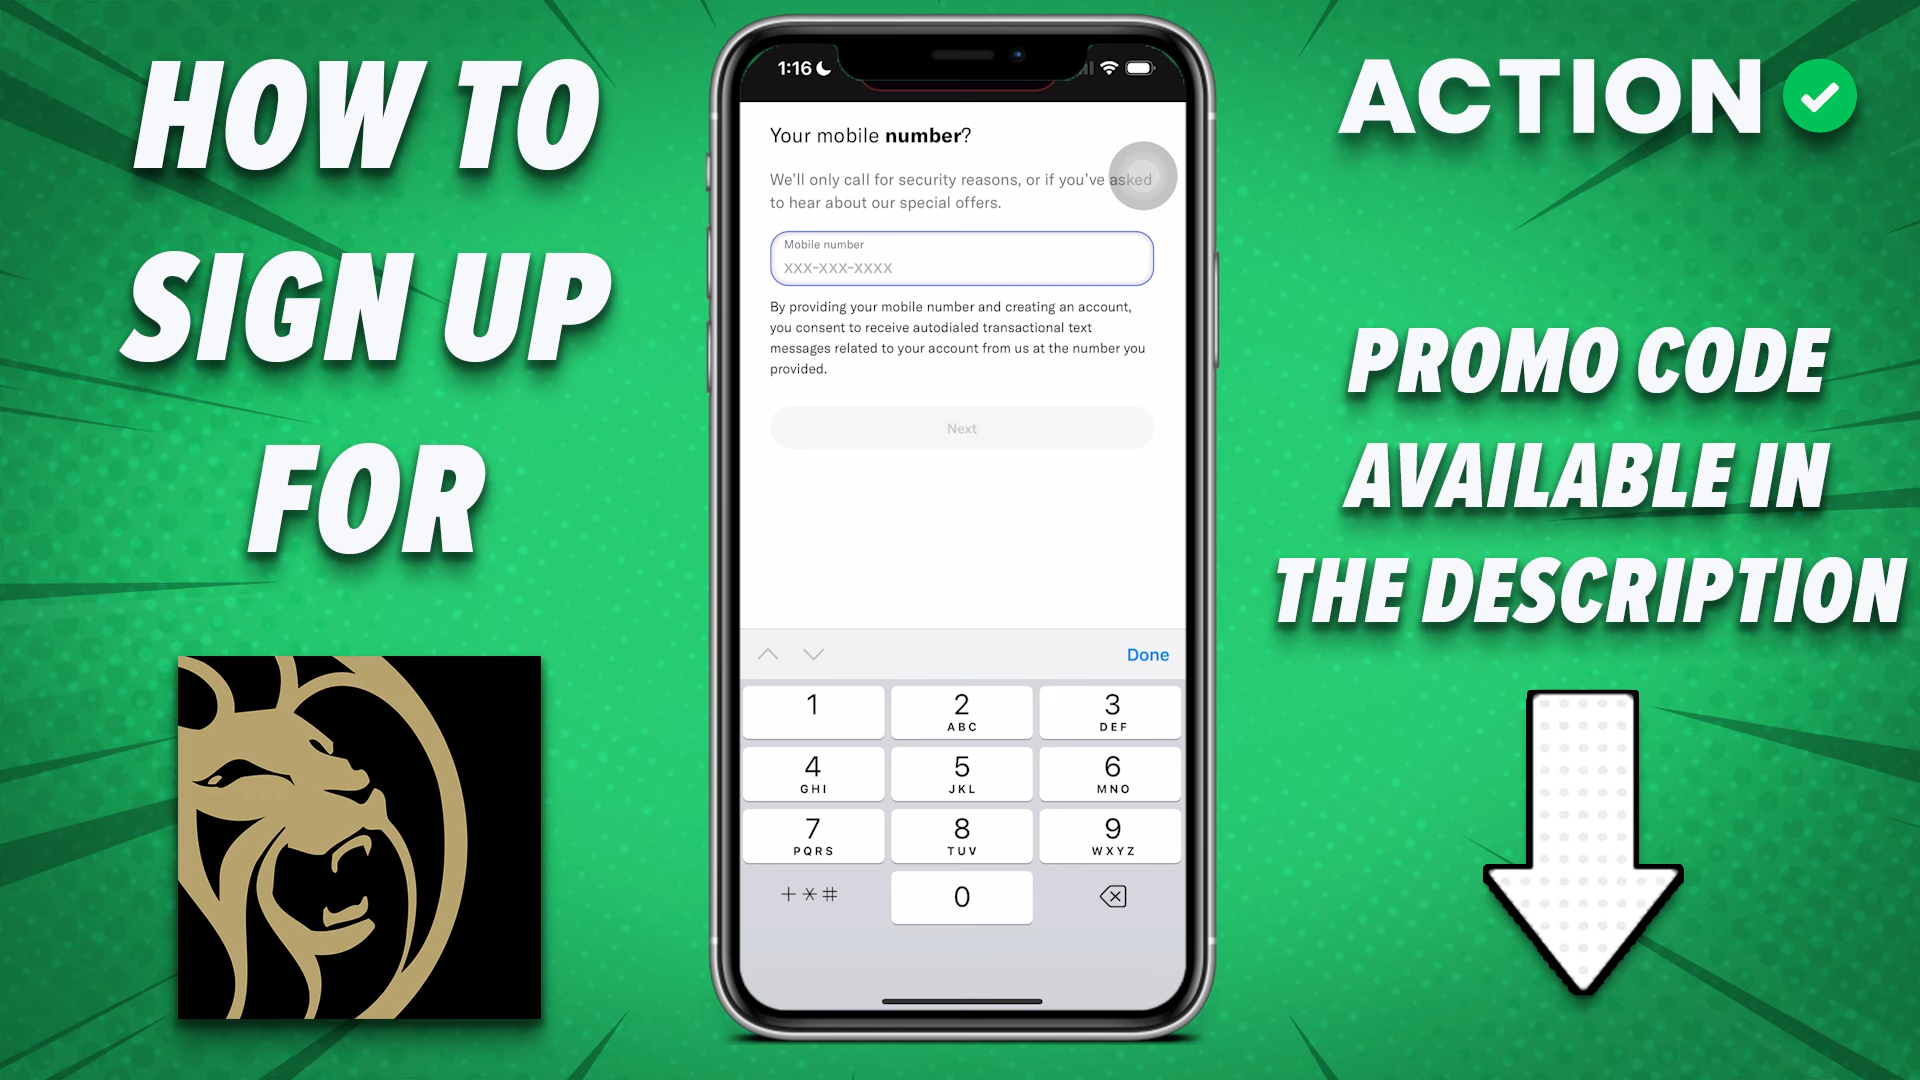 HOW TO
SIGN UP
FOR
1:16
Your mobile number?
We'll only call for security reasons, or if you've asked
to hear about our special offers.
Mobile number
xxx-xxx-xxxx
By providing your mobile number and creating an account,
you consent to receive autodialed transactional text
messages related to your account from us at the number you
provided.
Next
Done
1
2
ABC
3
DEF
4
GHI
5
JKL
6
MNO
7
PQRS
8
TUV
9
WXYZ
+*#
0
ACTION
PROMO CODE
AVAILABLE IN
THE DESCRIPTION